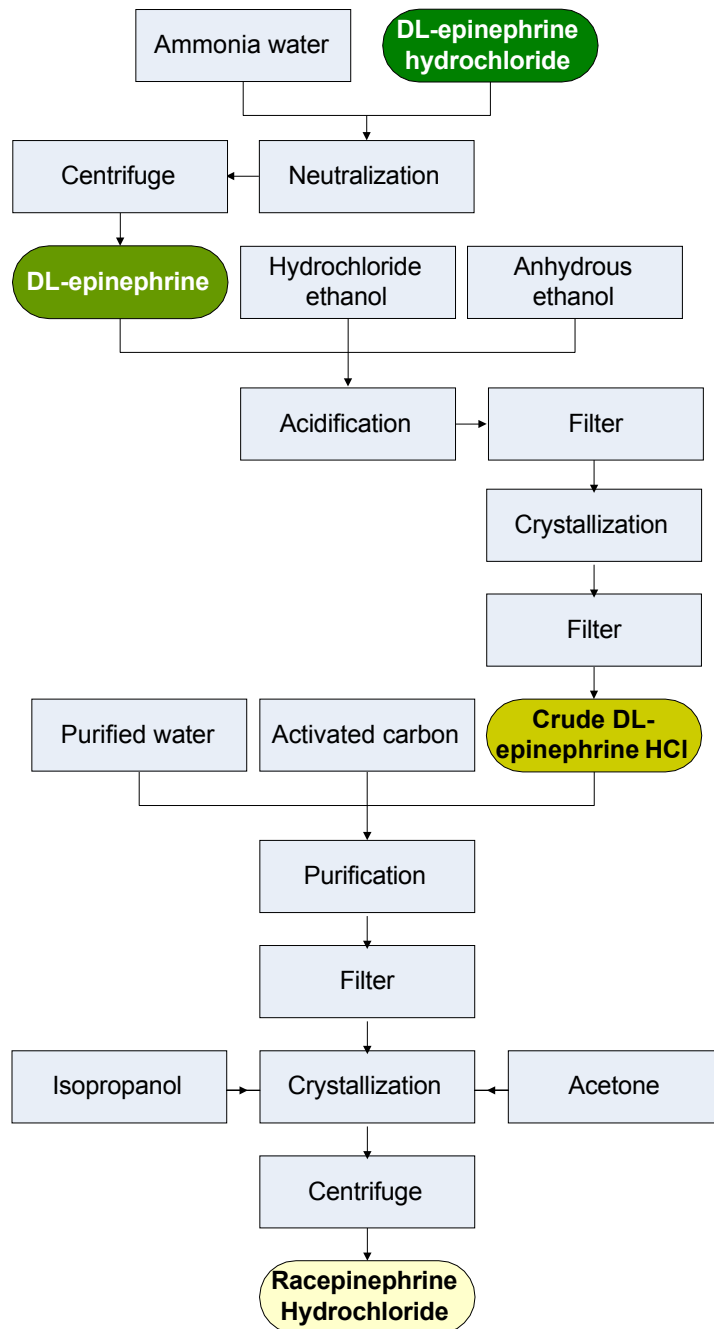 Ammonia water
DL-epinephrine
hydrochloride
Centrifuge
Neutralization
DL-epinephrine
Hydrochloride
ethanol
Anhydrous
ethanol
Acidification
Filter
Crystallization
Filter
Purified water
Activated carbon
Crude DL-
epinephrine HCl
Purification
Filter
Isopropanol
Crystallization
Acetone
Centrifuge
Racepinephrine
Hydrochloride